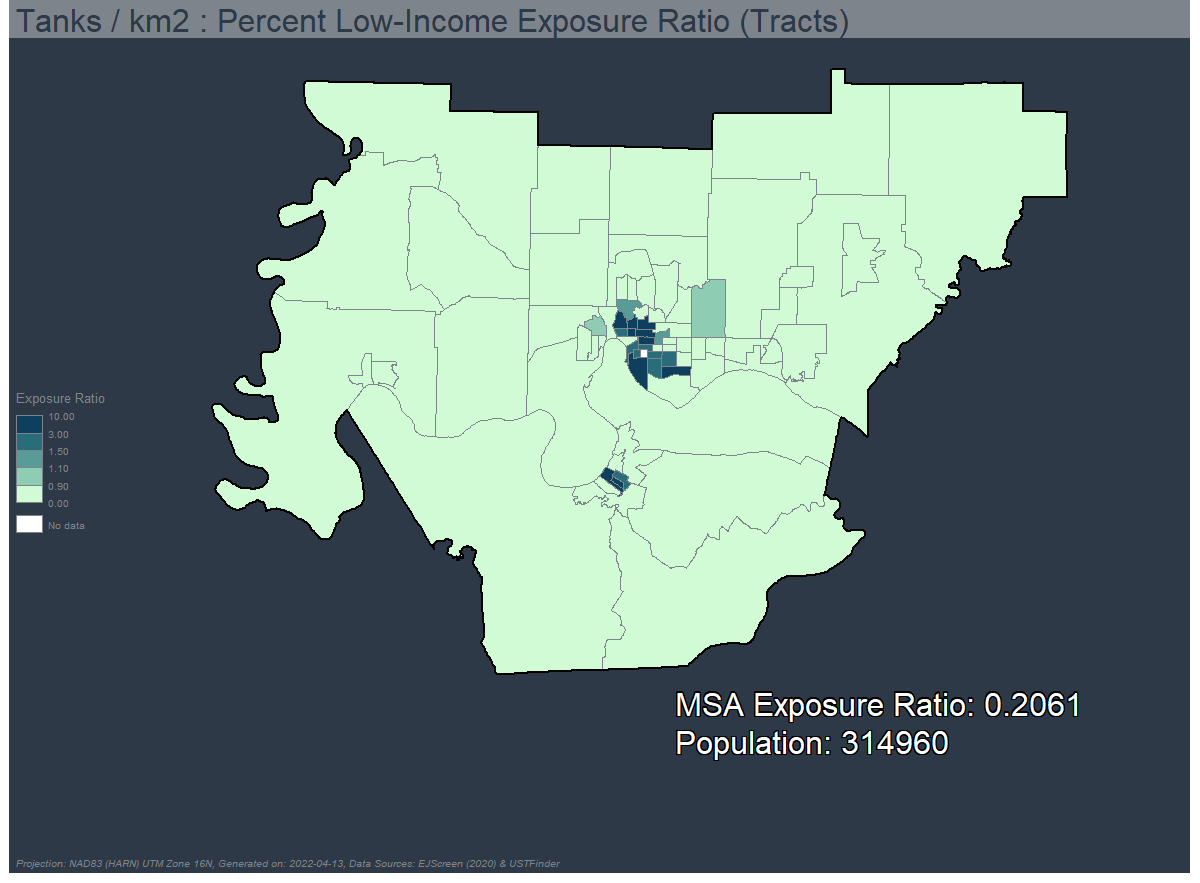 Tanks / km2 : Percent Low-Income Exposure Ratio (Tracts)
Exposure Ratio
10.00
3.00
1.50
1.10
0.90
0.00
No data
MSA Exposure Ratio: 0.2061
Population: 314960
Projection: NAD83 (HARN) UTM Zone 16N, Generated on: 2022-04-13, Data Sources: EJScreen (2020) & USTFinder